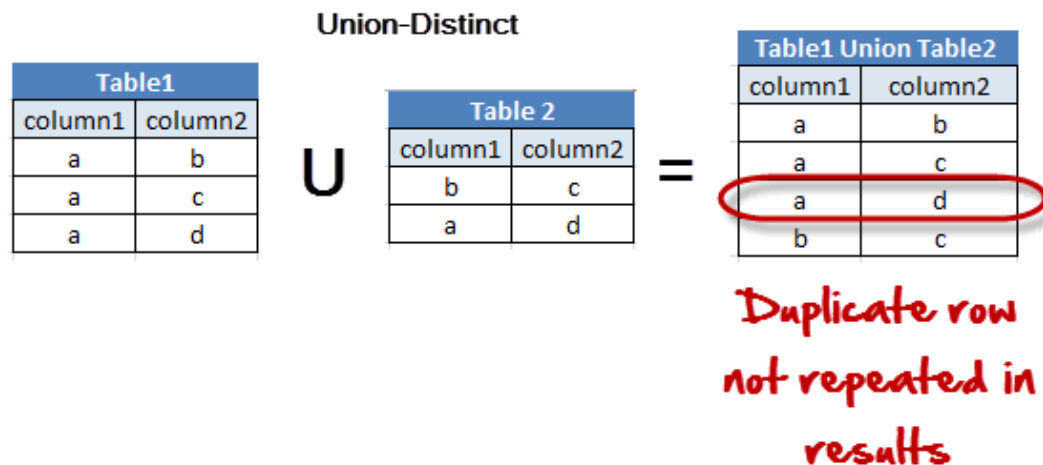 Union-Distinct
Table1
column1 column2
a b
a c
a d
U
Table 2
column1 column2
b c
a d
=
Table1 Union Table2
column1 column2
a b
a c
a d
b c
Duplicate row
not repeated in
results